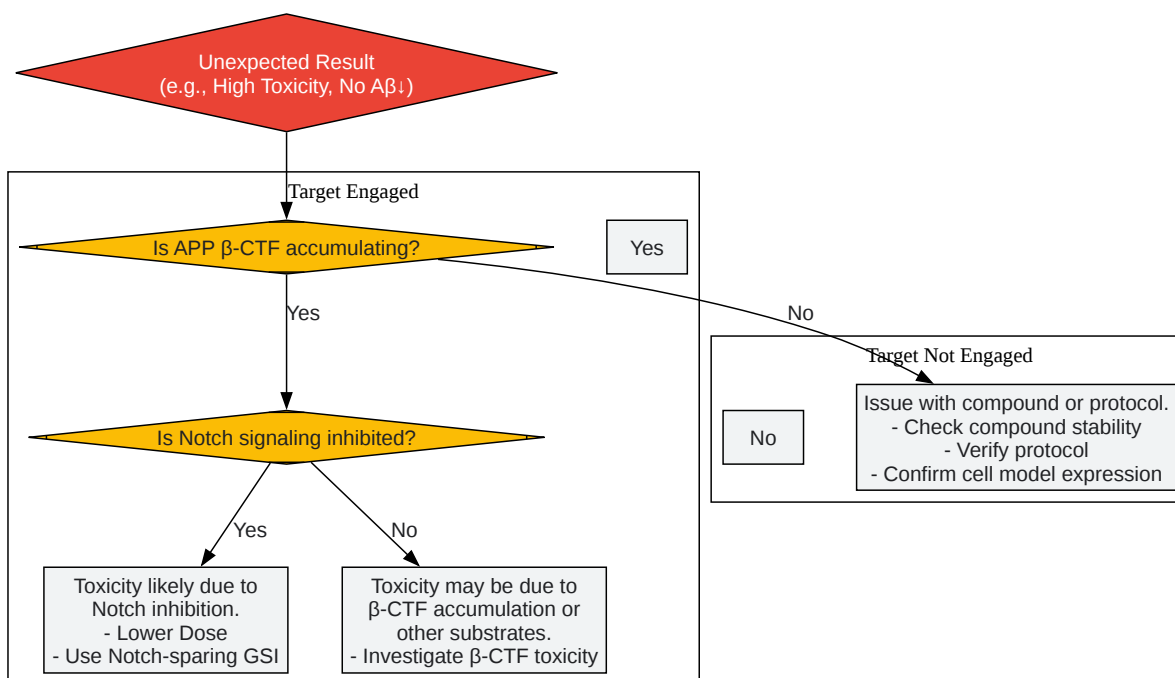 Unexpected Result
(e.g., High Toxicity, No Aβ↓)
Target Engaged
Is APP β-CTF accumulating?
Yes
Yes
No
Target Not Engaged
Issue with compound or protocol.
- Check compound stability
- Verify protocol
- Confirm cell model expression
No
Is Notch signaling inhibited?
Yes
No
Toxicity likely due to
Notch inhibition.
- Lower Dose
- Use Notch-sparing GSI
Toxicity may be due to
β-CTF accumulation or
other substrates.
- Investigate β-CTF toxicity